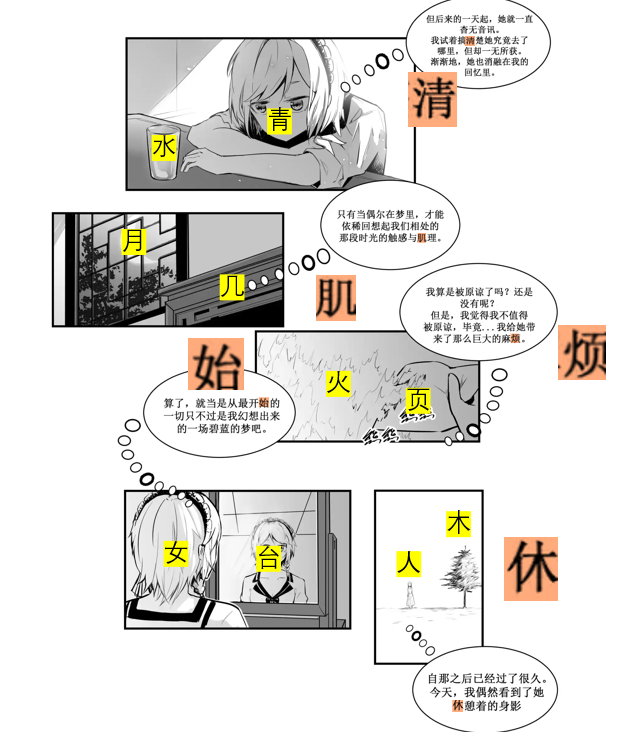 但后来的一天起，她就一直
杳无音讯。
我试着搞清楚她究竟去了
哪里，但却一无所获。
渐渐地，她也消融在我的
回忆里。
清
青
水
只有当偶尔在梦里，才能
依稀回想起我们相处的
那段时光的触感与肌理。
月
几
肌
我算是被原谅了吗？还是
没有呢？
但是，我觉得我不值得
被原谅，毕竟...我给她带
来了那么巨大的麻烦。
烦
始
火
页
算了，就当是从最开始的
一切只不过是我幻想出来
的一场碧蓝的梦吧。
女
台
木
人
休
自那之后已经过了很久。
今天，我偶然看到了她
休憩着的身影